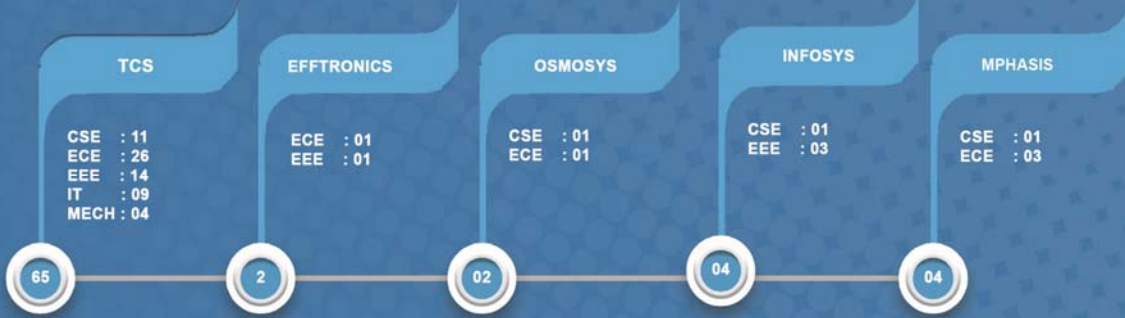 TCS
CSE : 11
ECE : 26
EEE : 14
IT : 09
MECH : 04
65
EFFTRONICS
ECE : 01
EEE : 01
2
OSMOSYS
CSE : 01
ECE : 01
02
INFOSYS
CSE : 01
EEE : 03
04
MPHASIS
CSE : 01
ECE : 03
04